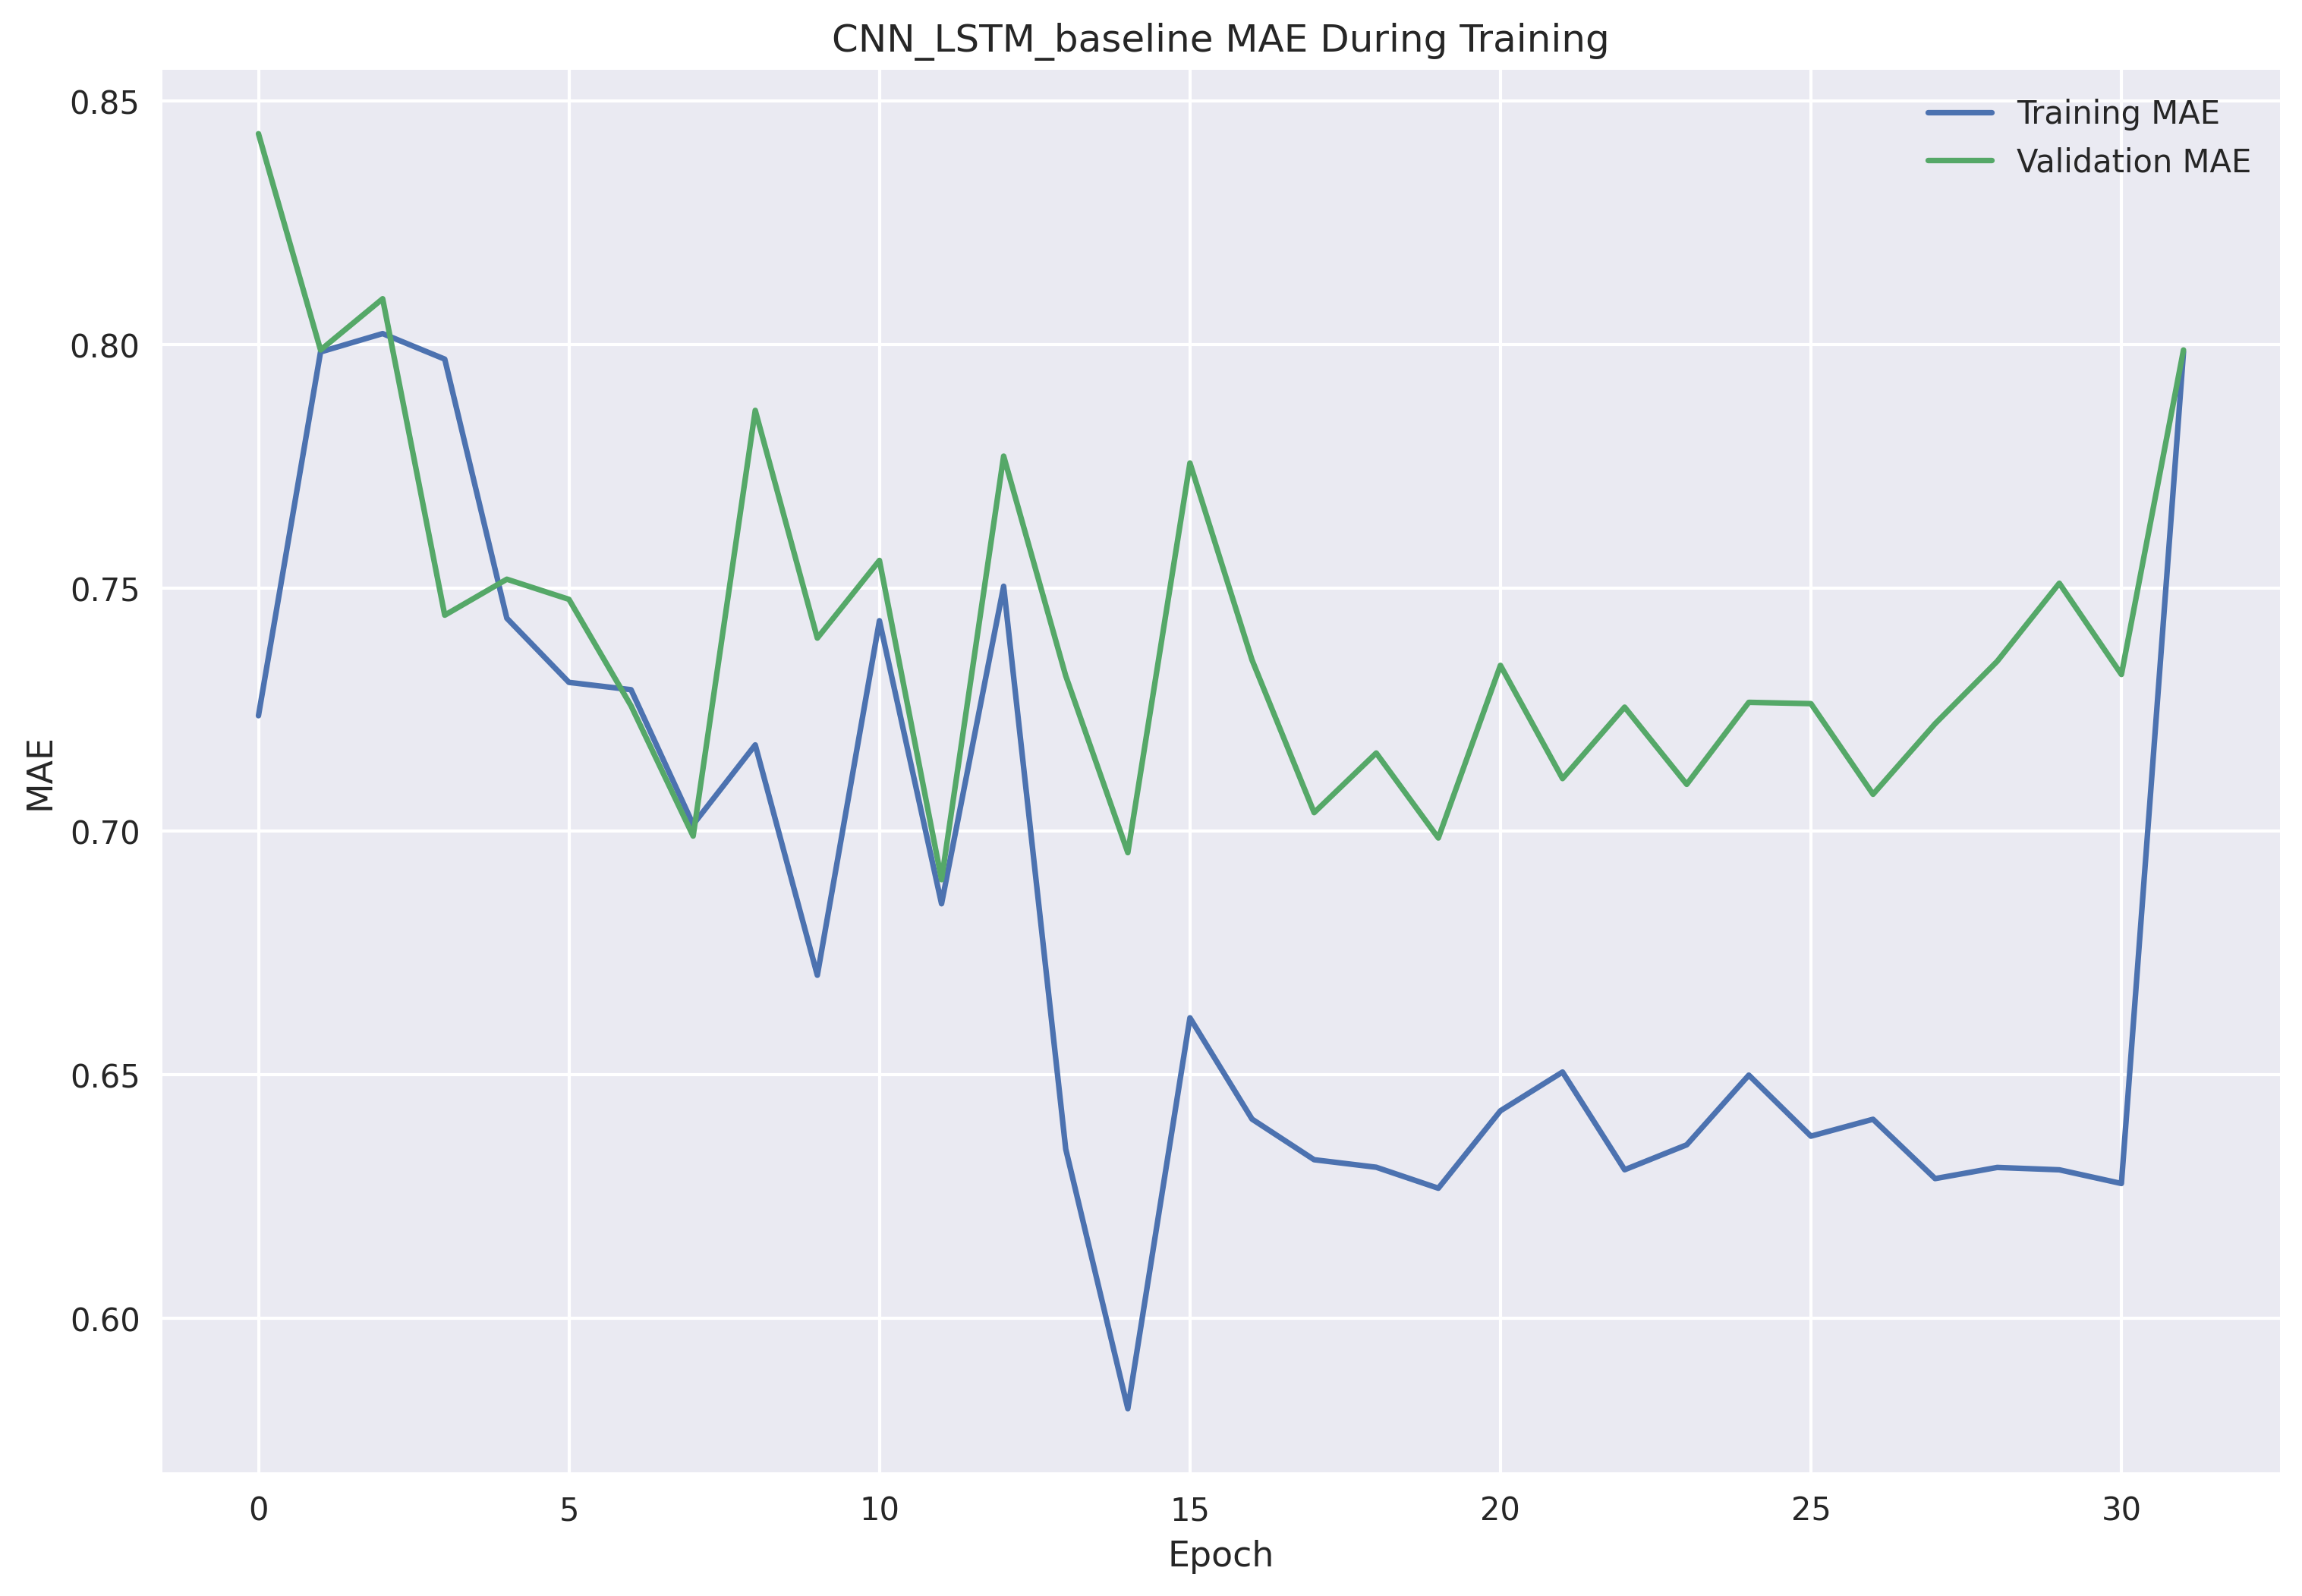 CNN_LSTM_baseline MAE During Training
0.85
0.80
0.75
0.70
0.65
0.60
MAE
Training MAE
Validation MAE
0 5 10 15 20 25 30
Epoch